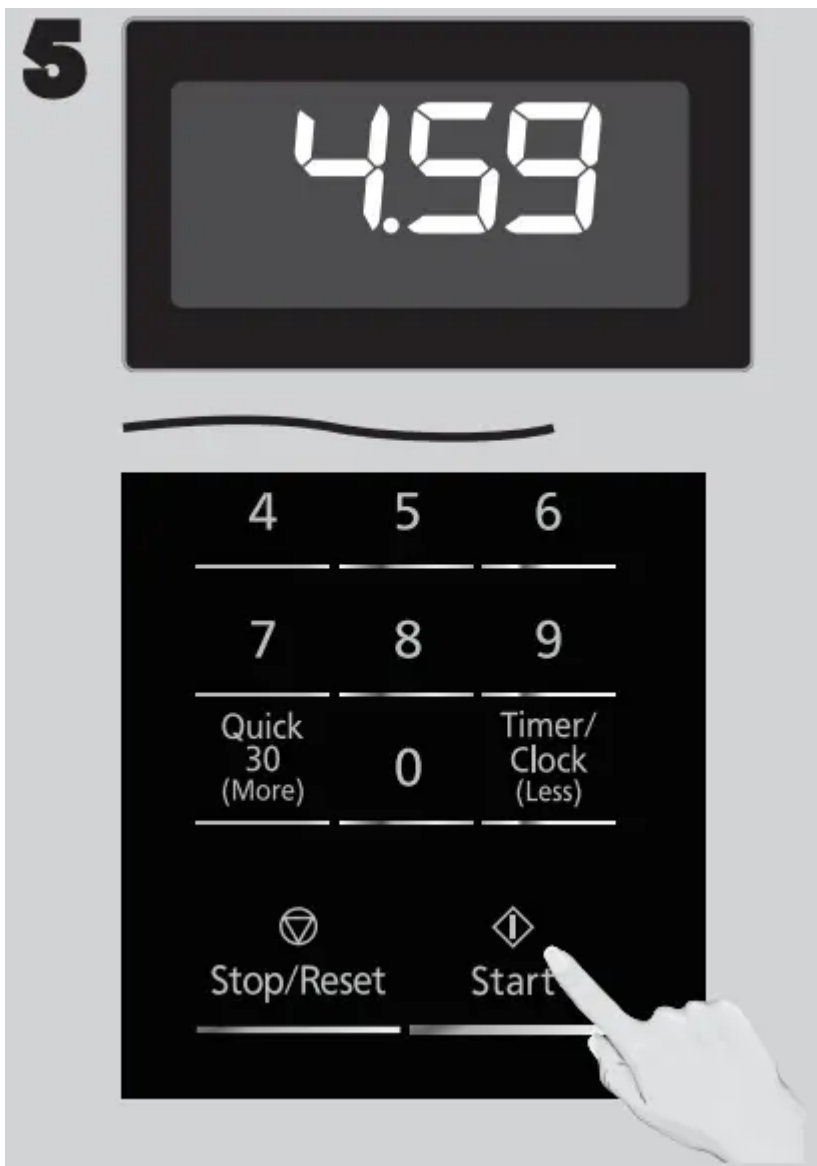 5
4.59
4 5 6
7 8 9
Quick
30
(More)
0
Timer/
Clock
(Less)
Stop/Reset
Start